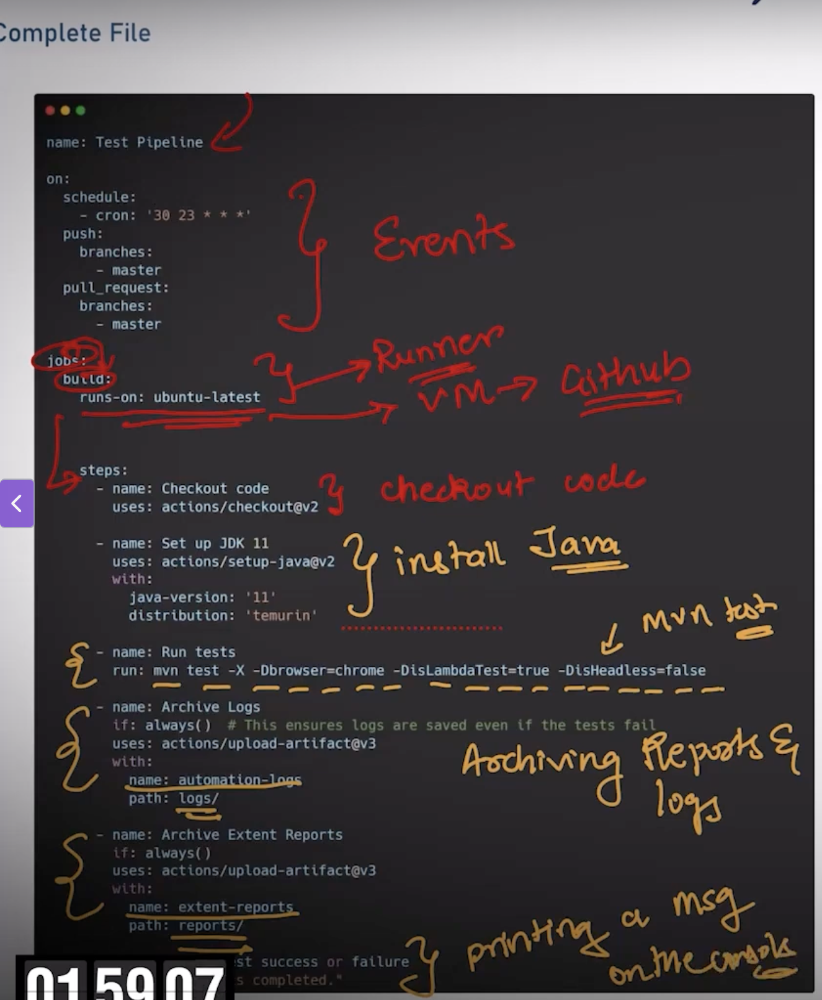 Complete File
name: Test Pipeline
on:
schedule:
- cron: '30 23 * * *'
push:
branches:
- master
pull_request:
branches:
- master
Events
jobs:
build:
runs-on: ubuntu-latest
Runner
VM → Github
steps:
- name: Checkout code
uses: actions/checkout@v2
checkout code
- name: Set up JDK 11
uses: actions/setup-java@v2
with:
java-version: '11'
distribution: 'temurin'
install Java
mvn test
- name: Run tests
run: mvn test -X -Dbrowser=chrome -DisLambdaTest=true -DisHeadless=false
- name: Archive Logs
if: always() # This ensures logs are saved even if the tests fail
uses: actions/upload-artifact@v3
with:
name: automation-logs
path: logs/
Archiving Reports &
logs
- name: Archive Extent Reports
if: always()
uses: actions/upload-artifact@v3
with:
name: extent-reports
path: reports/
st success or failure
s completed."
printing a msg
on the console
01 59 07